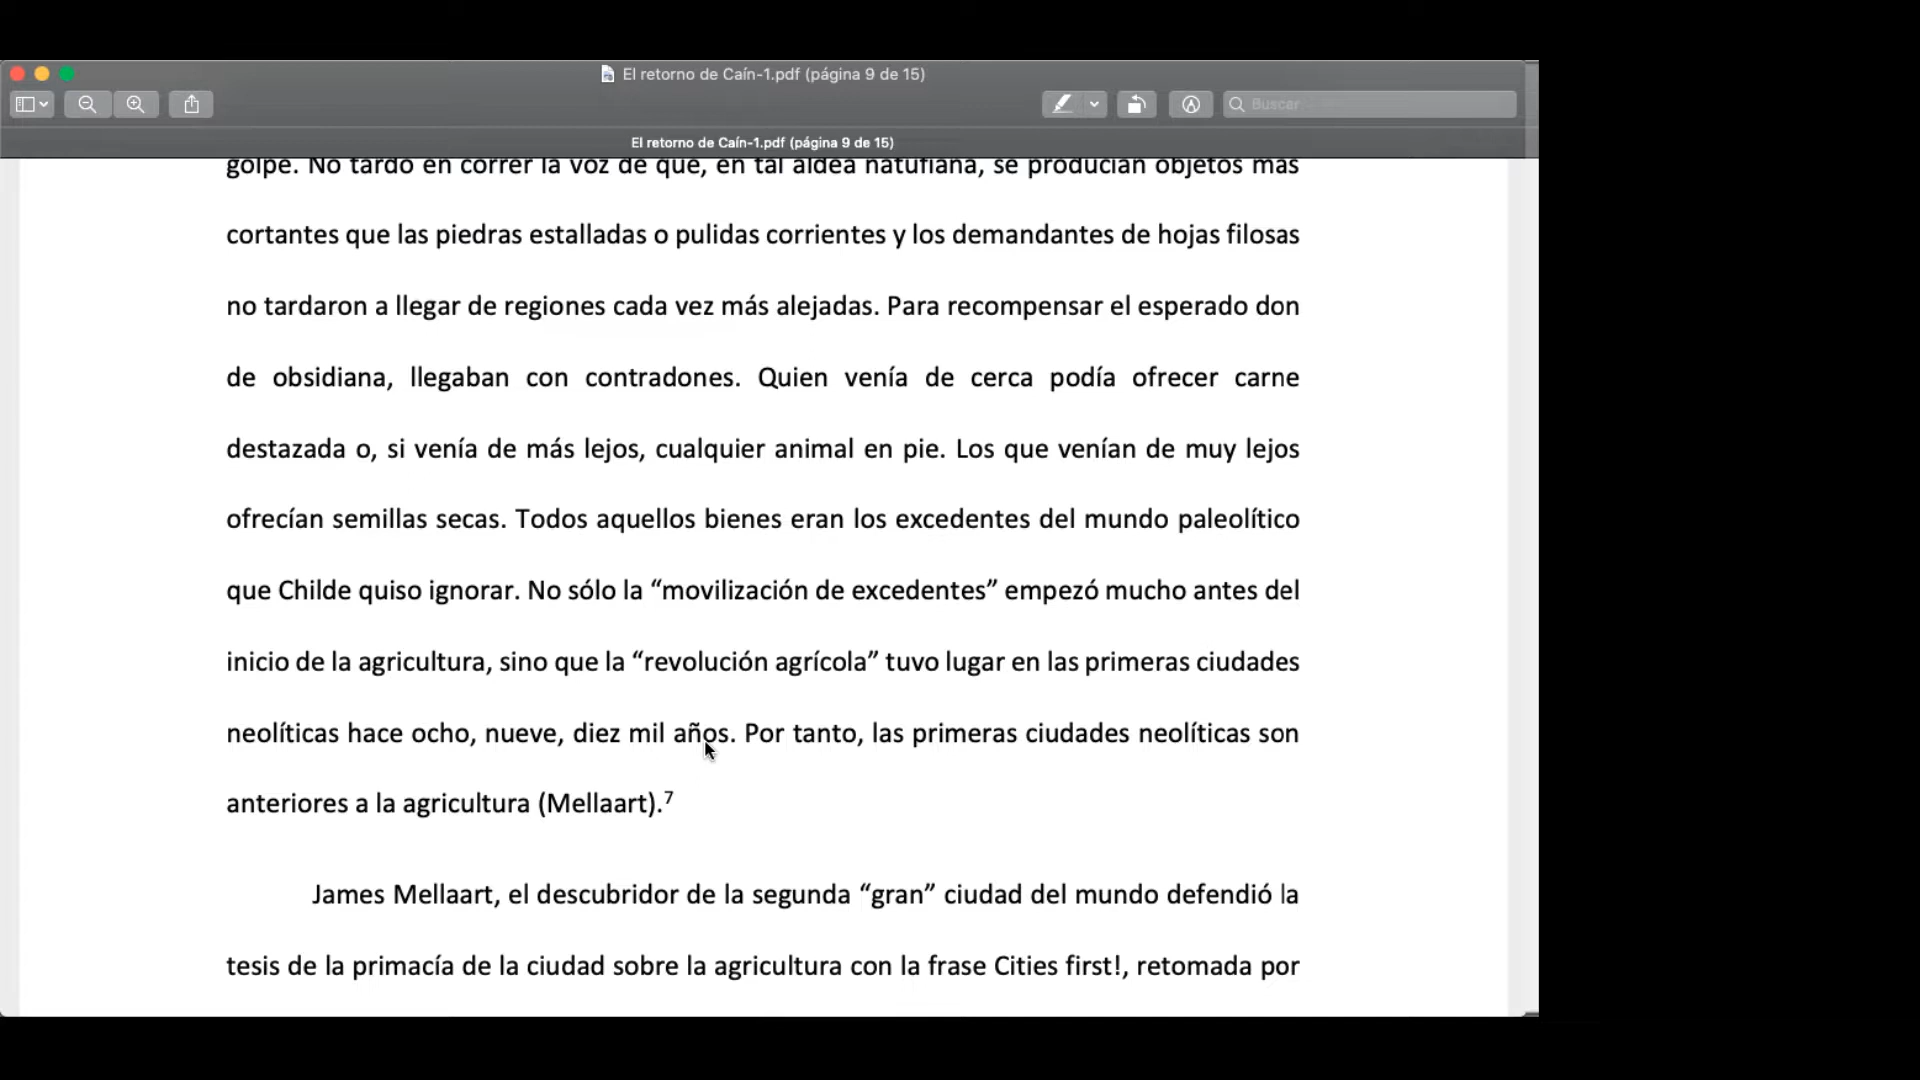 El retorno de Caín-1.pdf (página 9 de 15)
Buscar
El retorno de Caín-1.pdf (página 9 de 15)
golpe. No tardó en correr la voz de que, en tal aldea natufiana, se producían objetos más
cortantes que las piedras estalladas o pulidas corrientes y los demandantes de hojas filosas
no tardaron a llegar de regiones cada vez más alejadas. Para recompensar el esperado don
de obsidiana, llegaban con contradones. Quien venía de cerca podía ofrecer carne
destazada o, si venía de más lejos, cualquier animal en pie. Los que venían de muy lejos
ofrecían semillas secas. Todos aquellos bienes eran los excedentes del mundo paleolítico
que Childe quiso ignorar. No sólo la “movilización de excedentes” empezó mucho antes del
inicio de la agricultura, sino que la “revolución agrícola” tuvo lugar en las primeras ciudades
neolíticas hace ocho, nueve, diez mil años. Por tanto, las primeras ciudades neolíticas son
anteriores a la agricultura (Mellaart).⁷
James Mellaart, el descubridor de la segunda “gran” ciudad del mundo defendió la
tesis de la primacía de la ciudad sobre la agricultura con la frase Cities first!, retomada por